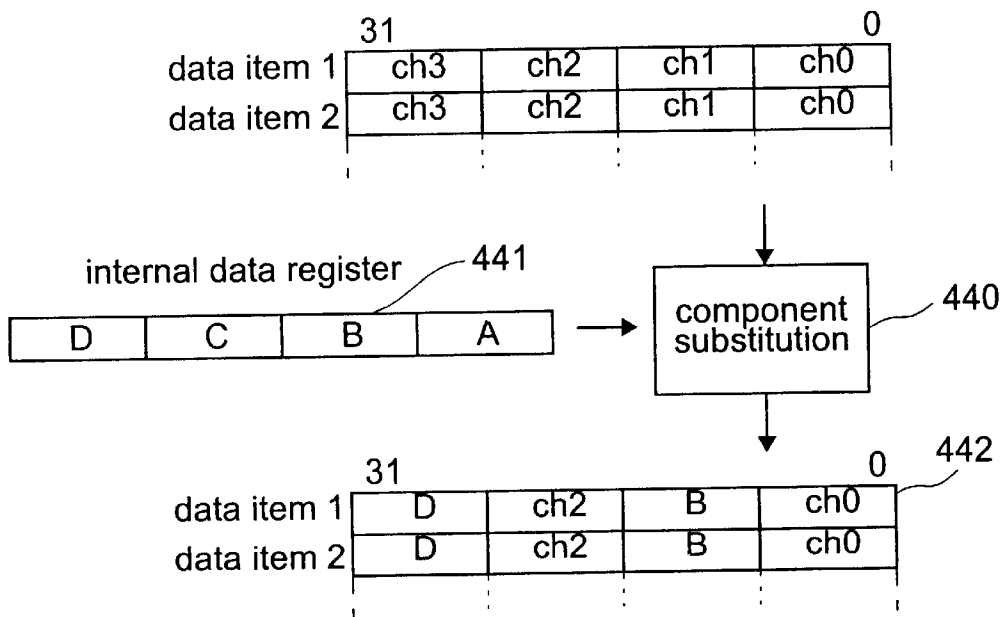 31 0
data item 1 ch3 ch2 ch1 ch0
data item 2 ch3 ch2 ch1 ch0
internal data register 441
D C B A
component
substitution
440
31 0
442
data item 1 D ch2 B ch0
data item 2 D ch2 B ch0